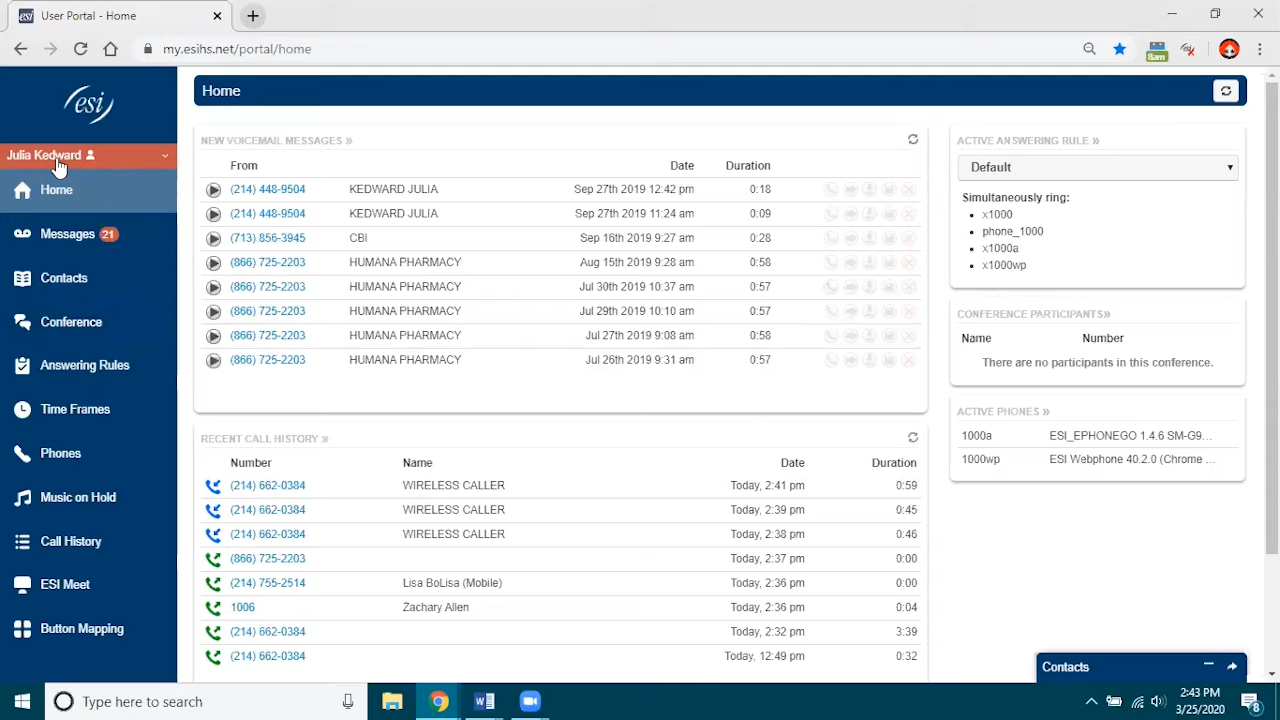 esi User Portal - Home
my.esihs.net/portal/home
8am
esi
Julia Kedward
Home
Messages 21
Contacts
Conference
Answering Rules
Time Frames
Phones
Music on Hold
Call History
ESI Meet
Button Mapping
Home
NEW VOICEMAIL MESSAGES »
From Date Duration
(214) 448-9504 KEDWARD JULIA Sep 27th 2019 12:42 pm 0:18
(214) 448-9504 KEDWARD JULIA Sep 27th 2019 11:24 am 0:09
(713) 856-3945 CBI Sep 16th 2019 9:27 am 0:28
(866) 725-2203 HUMANA PHARMACY Aug 15th 2019 9:28 am 0:58
(866) 725-2203 HUMANA PHARMACY Jul 30th 2019 10:37 am 0:57
(866) 725-2203 HUMANA PHARMACY Jul 29th 2019 10:10 am 0:57
(866) 725-2203 HUMANA PHARMACY Jul 27th 2019 9:08 am 0:58
(866) 725-2203 HUMANA PHARMACY Jul 26th 2019 9:31 am 0:57
RECENT CALL HISTORY »
Number Name Date Duration
(214) 662-0384 WIRELESS CALLER Today, 2:41 pm 0:59
(214) 662-0384 WIRELESS CALLER Today, 2:39 pm 0:45
(214) 662-0384 WIRELESS CALLER Today, 2:38 pm 0:46
(866) 725-2203 Today, 2:37 pm 0:00
(214) 755-2514 Lisa BoLisa (Mobile) Today, 2:36 pm 0:00
1006 Zachary Allen Today, 2:36 pm 0:04
(214) 662-0384 Today, 2:32 pm 3:39
(214) 662-0384 Today, 12:49 pm 0:32
ACTIVE ANSWERING RULE »
Default
Simultaneously ring:
• x1000
• phone_1000
• x1000a
• x1000wp
CONFERENCE PARTICIPANTS»
Name Number
There are no participants in this conference.
ACTIVE PHONES »
1000a ESI_EPHONEGO 1.4.6 SM-G9...
1000wp ESI Webphone 40.2.0 (Chrome ...
Contacts
Type here to search
2:43 PM
3/25/2020
8